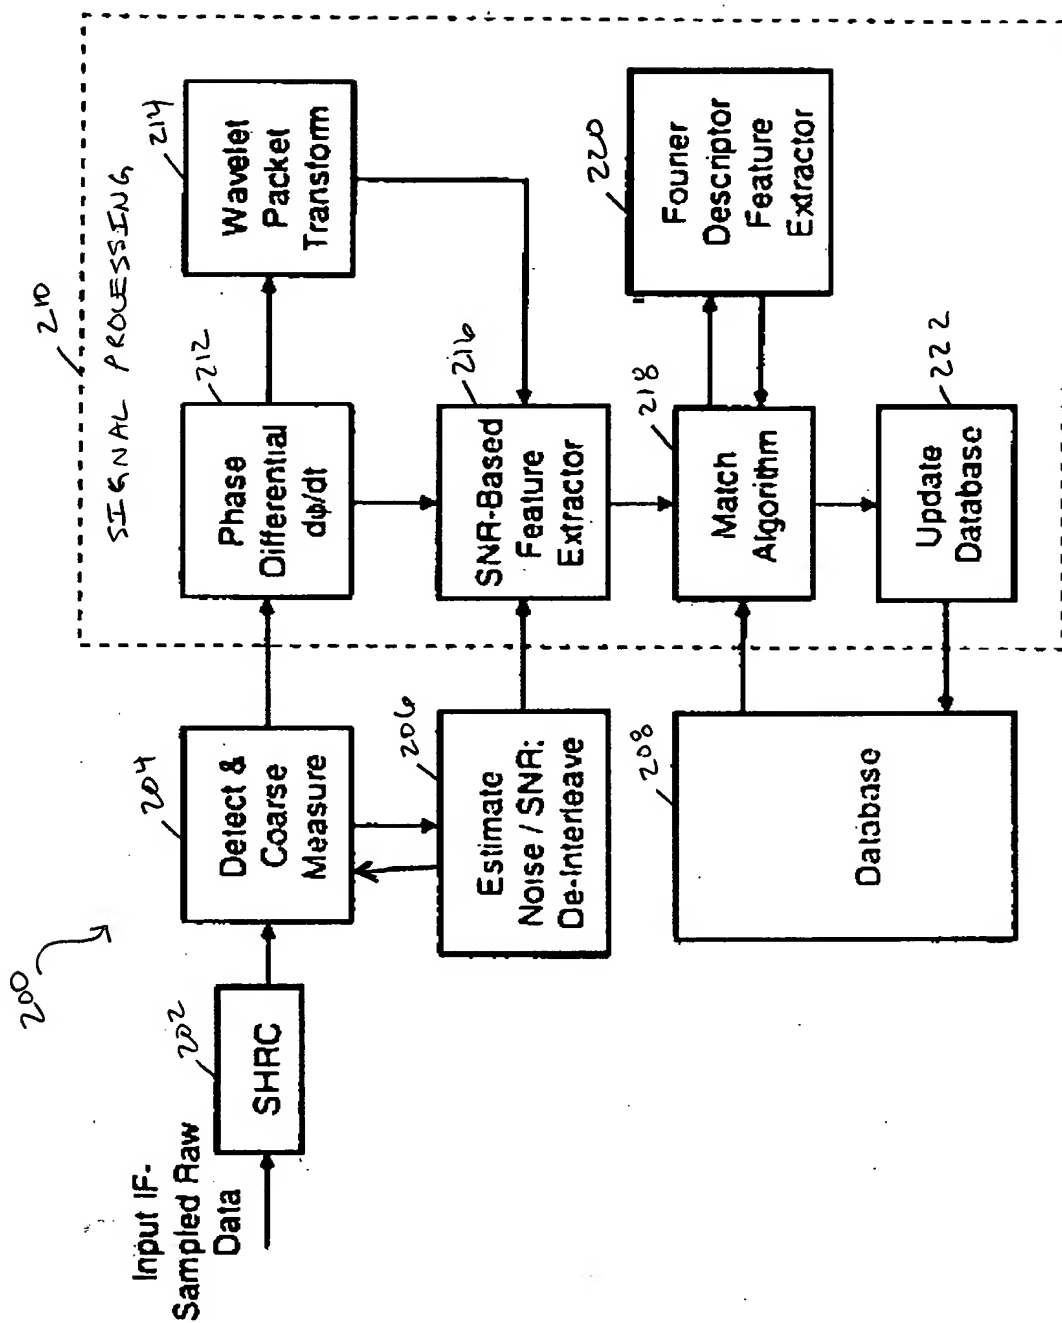 200
Input IF-
Sampled Raw
Data
202
SHRC
204
Detect &
Coarse
Measure
206
Estimate
Noise / SNR:
De-Interleave
208
Database
210
SIGNAL PROCESSING
212
Phase
Differential
dφ/dt
214
Wavelet
Packet
Transform
216
SNR-Based
Feature
Extractor
218
Match
Algorithm
220
Fourier
Descriptor
Feature
Extractor
222
Update
Database